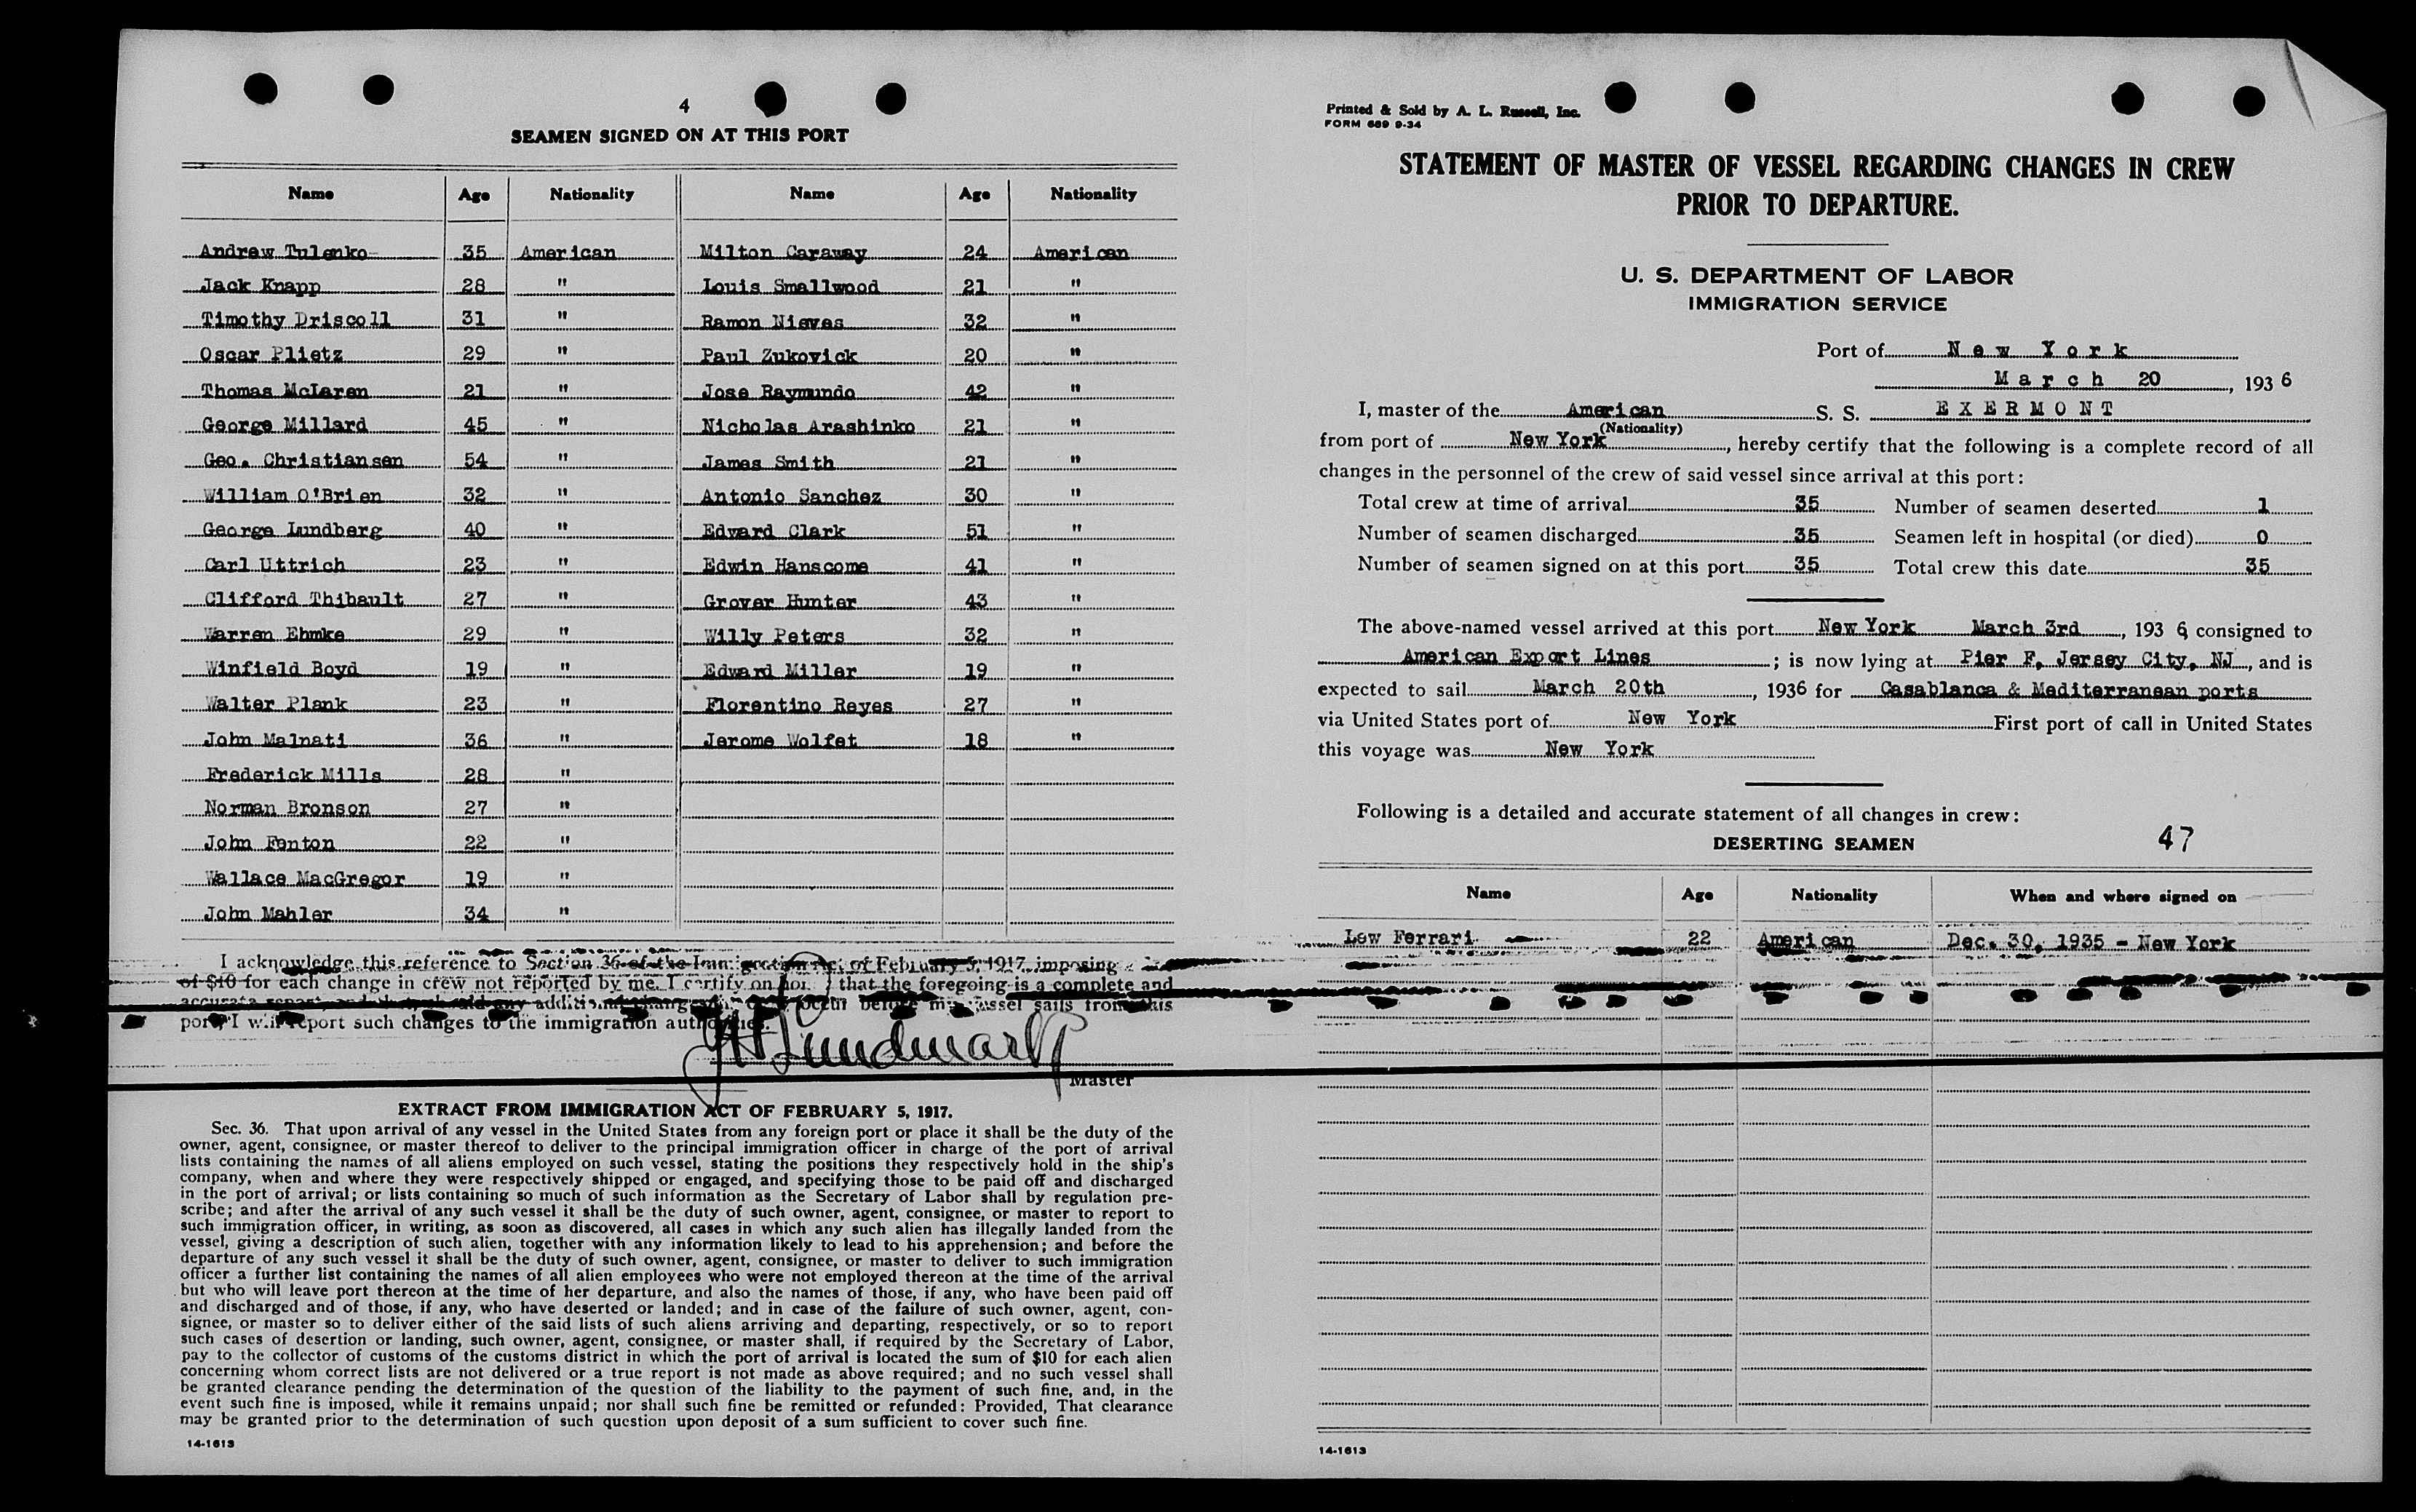 4
SEAMEN SIGNED ON AT THIS PORT
Name Age Nationality Name Age Nationality
Andrew Tulenko 35 American Milton Caraway 24 American
Jack Knapp 28 " Louis Smallwood 21 "
Timothy Driscoll 31 " Ramon Nieves 32 "
Oscar Plietz 29 " Paul Zukovick 20 "
Thomas McLaren 21 " Jose Raymundo 42 "
George Millard 45 " Nicholas Arashinko 21 "
Geo. Christiansen 54 " James Smith 21 "
William O'Brien 32 " Antonio Sanchez 30 "
George Lundberg 40 " Edward Clark 51 "
Carl Uttrich 23 " Edwin Hanscome 41 "
Clifford Thibault 27 " Grover Hunter 43 "
Warren Ehmke 29 " Willy Peters 32 "
Winfield Boyd 19 " Edward Miller 19 "
Walter Plank 23 " Florentino Reyes 27 "
John Malnati 36 " Jerome Wolfet 18 "
Frederick Mills 28 "
Norman Bronson 27 "
John Fenton 22 "
Wallace MacGregor 19 "
John Mahler 34 "
I acknowledge this reference to Section 36 of the Immigration Act of February 5, 1917, imposing
of $10 for each change in crew not reported by me. I certify on that the foregoing is a complete and
accurate report, and that should any additional changes occur before my vessel sails from this
port, I will report such changes to the immigration authorities.
Lundmark
Master
EXTRACT FROM IMMIGRATION ACT OF FEBRUARY 5, 1917.
Sec. 36. That upon arrival of any vessel in the United States from any foreign port or place it shall be the duty of the
owner, agent, consignee, or master thereof to deliver to the principal immigration officer in charge of the port of arrival
lists containing the names of all aliens employed on such vessel, stating the positions they respectively hold in the ship's
company, when and where they were respectively shipped or engaged, and specifying those to be paid off and discharged
in the port of arrival; or lists containing so much of such information as the Secretary of Labor shall by regulation pre-
scribe; and after the arrival of any such vessel it shall be the duty of such owner, agent, consignee, or master to report to
such immigration officer, in writing, as soon as discovered, all cases in which any such alien has illegally landed from the
vessel, giving a description of such alien, together with any information likely to lead to his apprehension; and before the
departure of any such vessel it shall be the duty of such owner, agent, consignee, or master to deliver to such immigration
officer a further list containing the names of all alien employees who were not employed thereon at the time of the arrival
but who will leave port thereon at the time of her departure, and also the names of those, if any, who have been paid off
and discharged and of those, if any, who have deserted or landed; and in case of the failure of such owner, agent, con-
signee, or master so to deliver either of the said lists of such aliens arriving and departing, respectively, or so to report
such cases of desertion or landing, such owner, agent, consignee, or master shall, if required by the Secretary of Labor,
pay to the collector of customs of the customs district in which the port of arrival is located the sum of $10 for each alien
concerning whom correct lists are not delivered or a true report is not made as above required; and no such vessel shall
be granted clearance pending the determination of the question of the liability to the payment of such fine, and, in the
event such fine is imposed, while it remains unpaid; nor shall such fine be remitted or refunded: Provided, That clearance
may be granted prior to the determination of such question upon deposit of a sum sufficient to cover such fine.
14-1613
Printed & Sold by A. L. Russell, Inc.
FORM 689 9-34
STATEMENT OF MASTER OF VESSEL REGARDING CHANGES IN CREW
PRIOR TO DEPARTURE.
U. S. DEPARTMENT OF LABOR
IMMIGRATION SERVICE
Port of New York
March 20, 1936
I, master of the American S. S. EXERMONT
(Nationality)
from port of New York, hereby certify that the following is a complete record of all
changes in the personnel of the crew of said vessel since arrival at this port:
Total crew at time of arrival 35 Number of seamen deserted 1
Number of seamen discharged 35 Seamen left in hospital (or died) 0
Number of seamen signed on at this port 35 Total crew this date 35
The above-named vessel arrived at this port New York March 3rd, 1936, consigned to
American Export Lines; is now lying at Pier F, Jersey City, NJ, and is
expected to sail March 20th, 1936 for Casablanca & Mediterranean ports
via United States port of New York First port of call in United States
this voyage was New York
Following is a detailed and accurate statement of all changes in crew:
DESERTING SEAMEN 47
Name Age Nationality When and where signed on
Lew Ferrari 22 American Dec. 30, 1935 - New York
14-1613